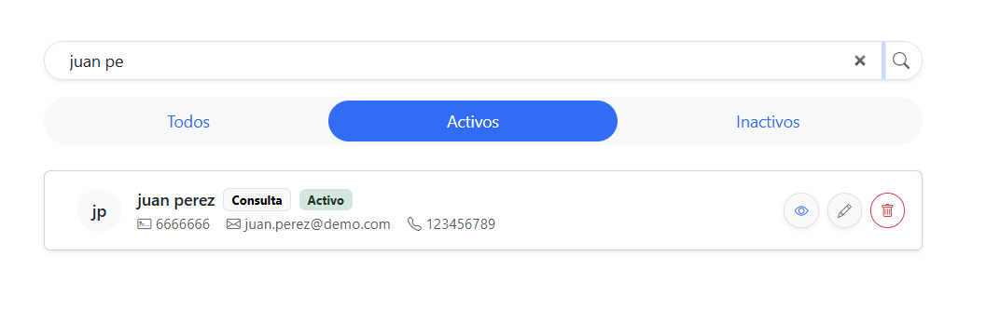 juan pe
Todos Activos Inactivos
jp juan perez Consulta Activo
6666666 juan.perez@demo.com 123456789